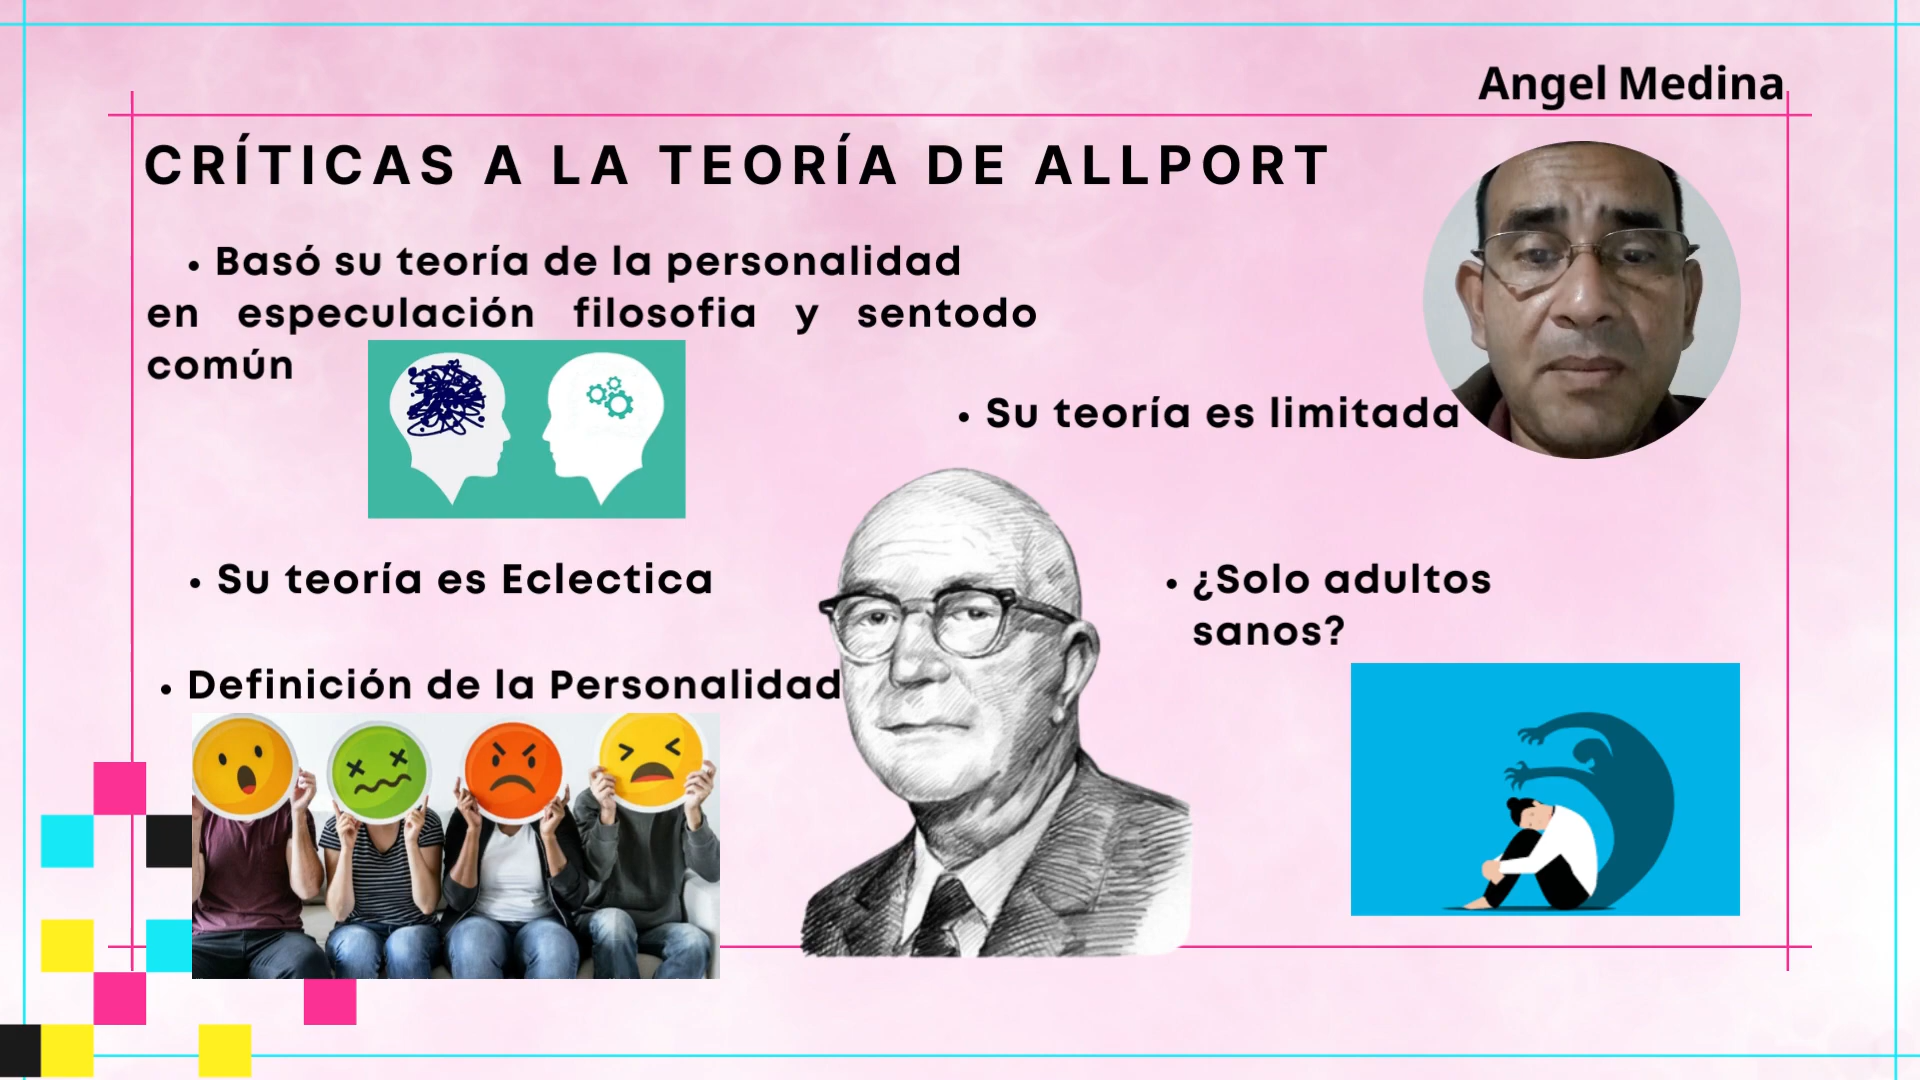 Angel Medina
CRÍTICAS A LA TEORÍA DE ALLPORT
• Basó su teoría de la personalidad
en especulación filosofia y sentodo
común
• Su teoría es limitada
• Su teoría es Eclectica
• ¿Solo adultos
sanos?
• Definición de la Personalidad